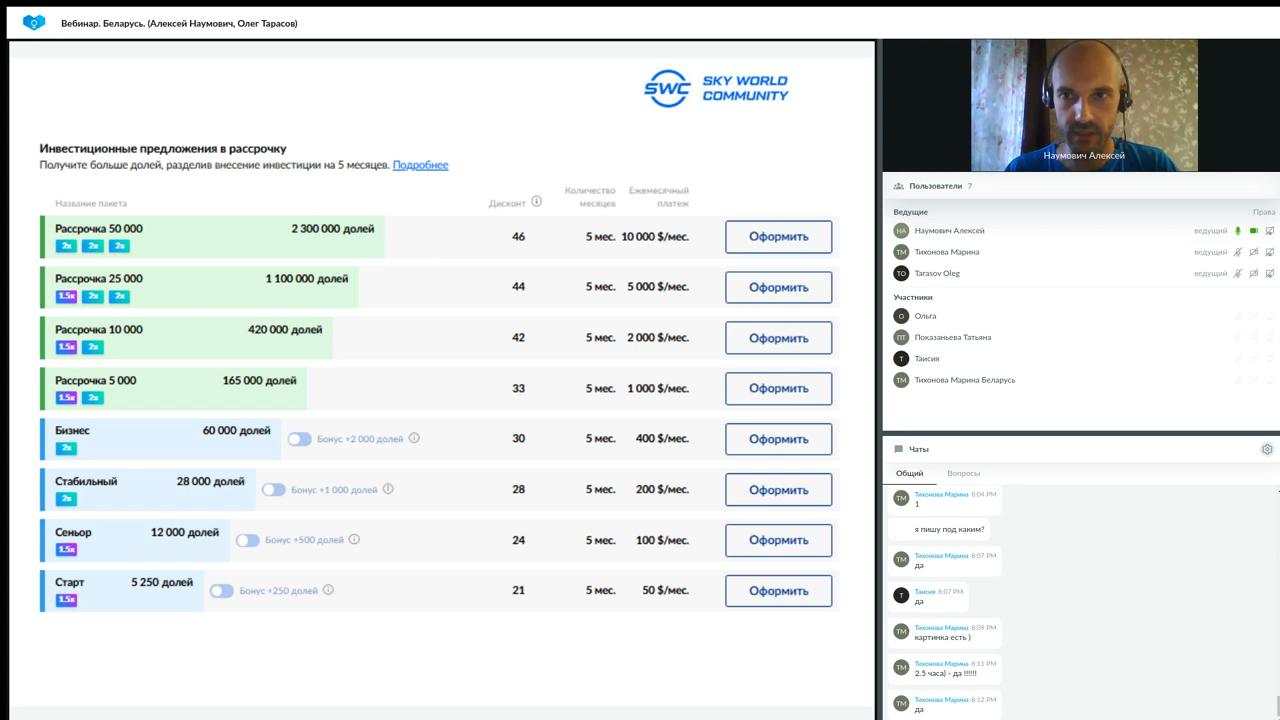 Вебинар. Беларусь. (Алексей Наумович, Олег Тарасов)
SWC
SKY WORLD
COMMUNITY
Инвестиционные предложения в рассрочку
Получите больше долей, разделив внесение инвестиции на 5 месяцев. Подробнее
Название пакета Дисконт Количество месяцев Ежемесячный платеж
Рассрочка 50 000 2 300 000 долей 46 5 мес. 10 000 $/мес. Оформить
2x 2x 2x
Рассрочка 25 000 1 100 000 долей 44 5 мес. 5 000 $/мес. Оформить
1.5x 2x 2x
Рассрочка 10 000 420 000 долей 42 5 мес. 2 000 $/мес. Оформить
1.5x 2x
Рассрочка 5 000 165 000 долей 33 5 мес. 1 000 $/мес. Оформить
1.5x 2x
Бизнес 60 000 долей Бонус +2 000 долей 30 5 мес. 400 $/мес. Оформить
2x
Стабильный 28 000 долей Бонус +1 000 долей 28 5 мес. 200 $/мес. Оформить
2x
Сеньор 12 000 долей Бонус +500 долей 24 5 мес. 100 $/мес. Оформить
1.5x
Старт 5 250 долей Бонус +250 долей 21 5 мес. 50 $/мес. Оформить
1.5x
Наумович Алексей
Пользователи 7
Ведущие Права
НА Наумович Алексей ведущий
ТМ Тихонова Марина ведущий
TO Tarasov Oleg ведущий
Участники
О Ольга
ПТ Показаньева Татьяна
Т Таисия
ТМ Тихонова Марина Беларусь
Чаты
Общий Вопросы
ТМ Тихонова Марина 8:04 PM
1
я пишу под каким?
ТМ Тихонова Марина 8:07 PM
да
Т Таисия 8:07 PM
да
ТМ Тихонова Марина 8:09 PM
картинка есть )
ТМ Тихонова Марина 8:11 PM
2.5 часа) - да !!!!!!
ТМ Тихонова Марина 8:12 PM
да